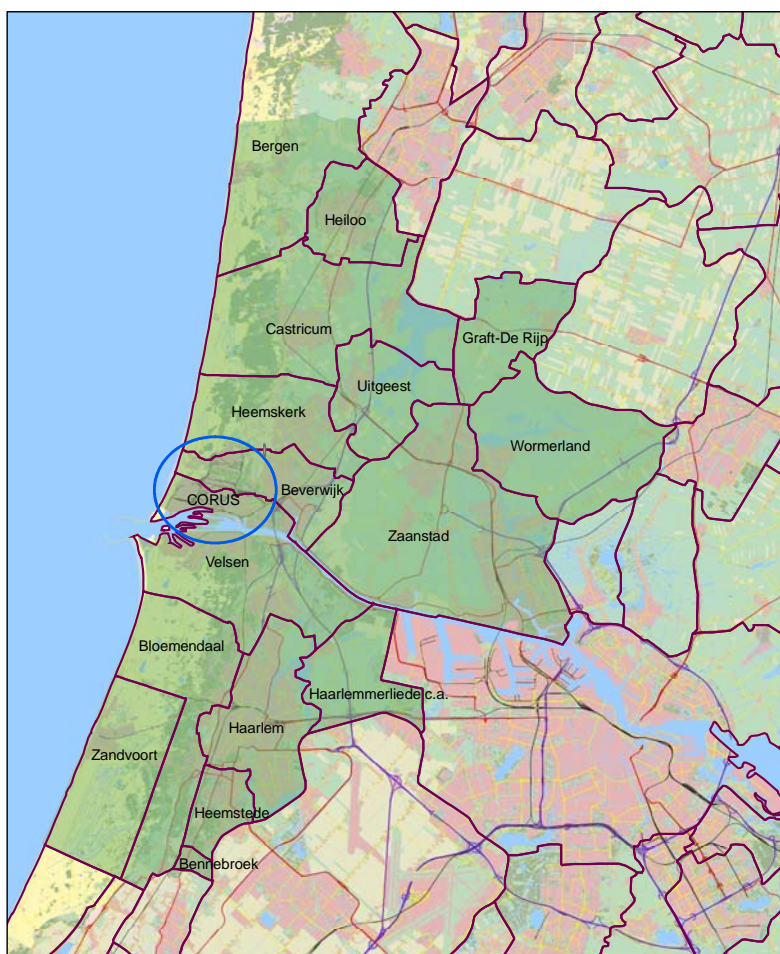 Bergen
Heiloo
Castricum
Graft-De Rijp
Uitgeest
Heemskerk
Wormerland
Beverwijk
CORUS
Zaanstad
Velsen
Bloemendaal
Haarlemmerliede c.a.
Haarlem
Zandvoort
Heemstede
Bennebroek